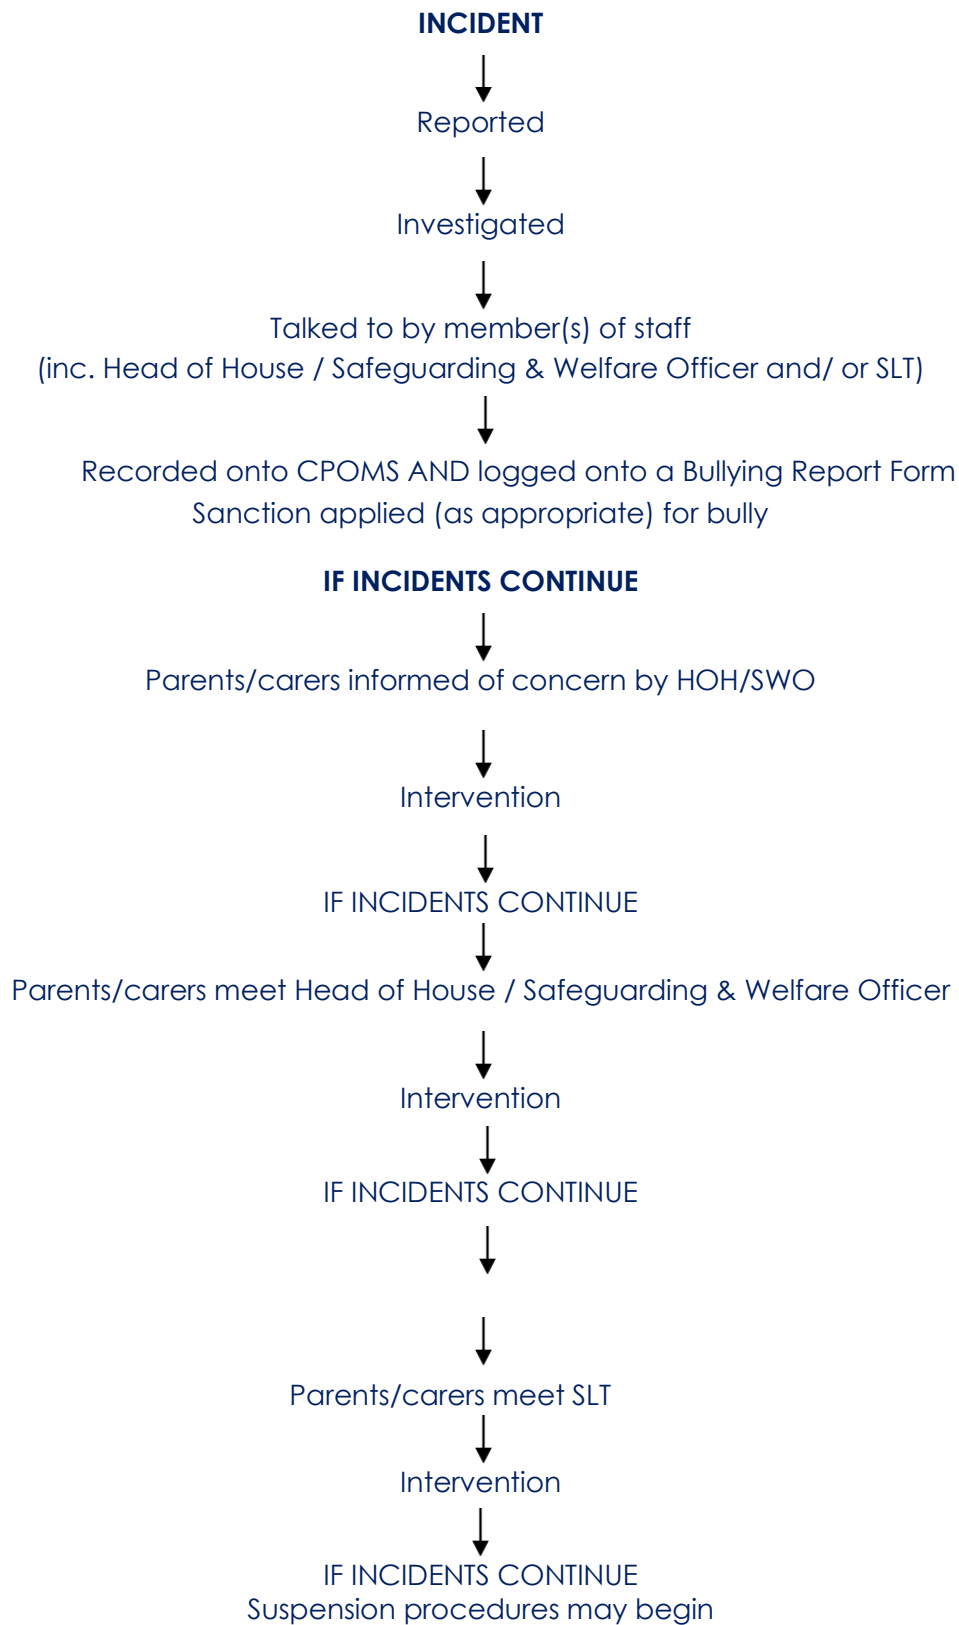 INCIDENT
Reported
Investigated
Talked to by member(s) of staff
(inc. Head of House / Safeguarding & Welfare Officer and/ or SLT)
Recorded onto CPOMS AND logged onto a Bullying Report Form
Sanction applied (as appropriate) for bully
IF INCIDENTS CONTINUE
Parents/carers informed of concern by HOH/SWO
Intervention
IF INCIDENTS CONTINUE
Parents/carers meet Head of House / Safeguarding & Welfare Officer
Intervention
IF INCIDENTS CONTINUE
Parents/carers meet SLT
Intervention
IF INCIDENTS CONTINUE
Suspension procedures may begin